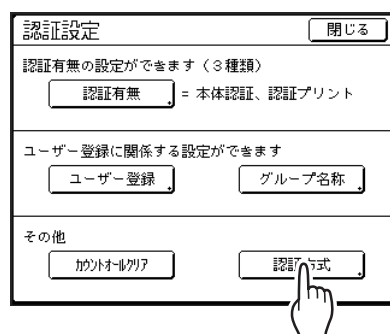 認証設定 閉じる
認証有無の設定ができます（３種類）
認証有無 = 本体認証、認証プリント
ユーザー登録に関係する設定ができます
ユーザー登録 グループ名称
その他
ｶｳﾝﾄｵｰﾙｸﾘｱ 認証方式